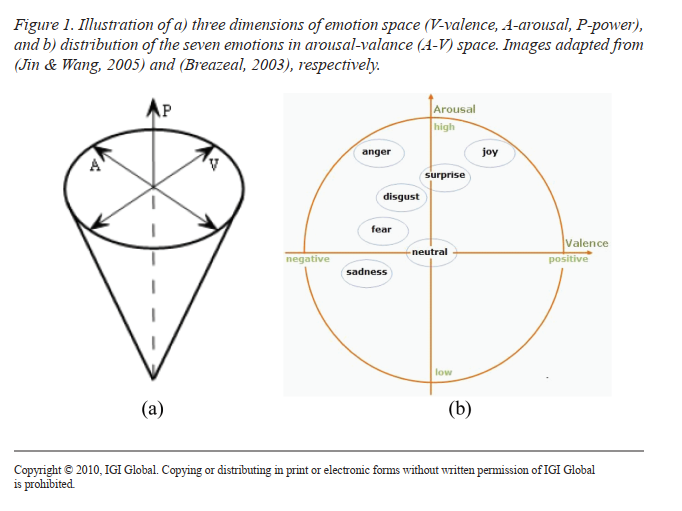 Figure 1. Illustration of a) three dimensions of emotion space (V-valence, A-arousal, P-power),
and b) distribution of the seven emotions in arousal-valance (A-V) space. Images adapted from
(Jin & Wang, 2005) and (Breazeal, 2003), respectively.
P
A
V
(a)
Arousal
high
anger
joy
surprise
disgust
fear
Valence
neutral
negative
positive
sadness
low
(b)
Copyright © 2010, IGI Global. Copying or distributing in print or electronic forms without written permission of IGI Global
is prohibited.